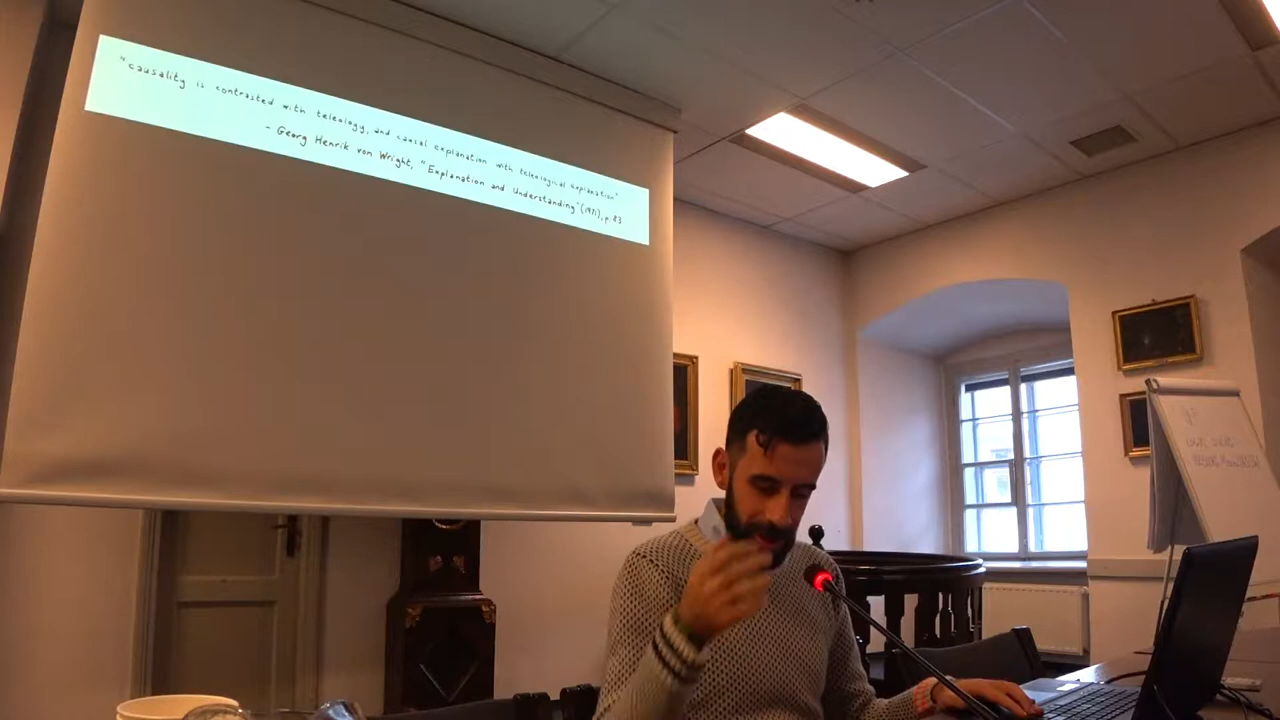 "causality is contrasted with teleology, and causal explanation with teleological explanation"
- Georg Henrik von Wright, "Explanation and Understanding" (1971), p. 83